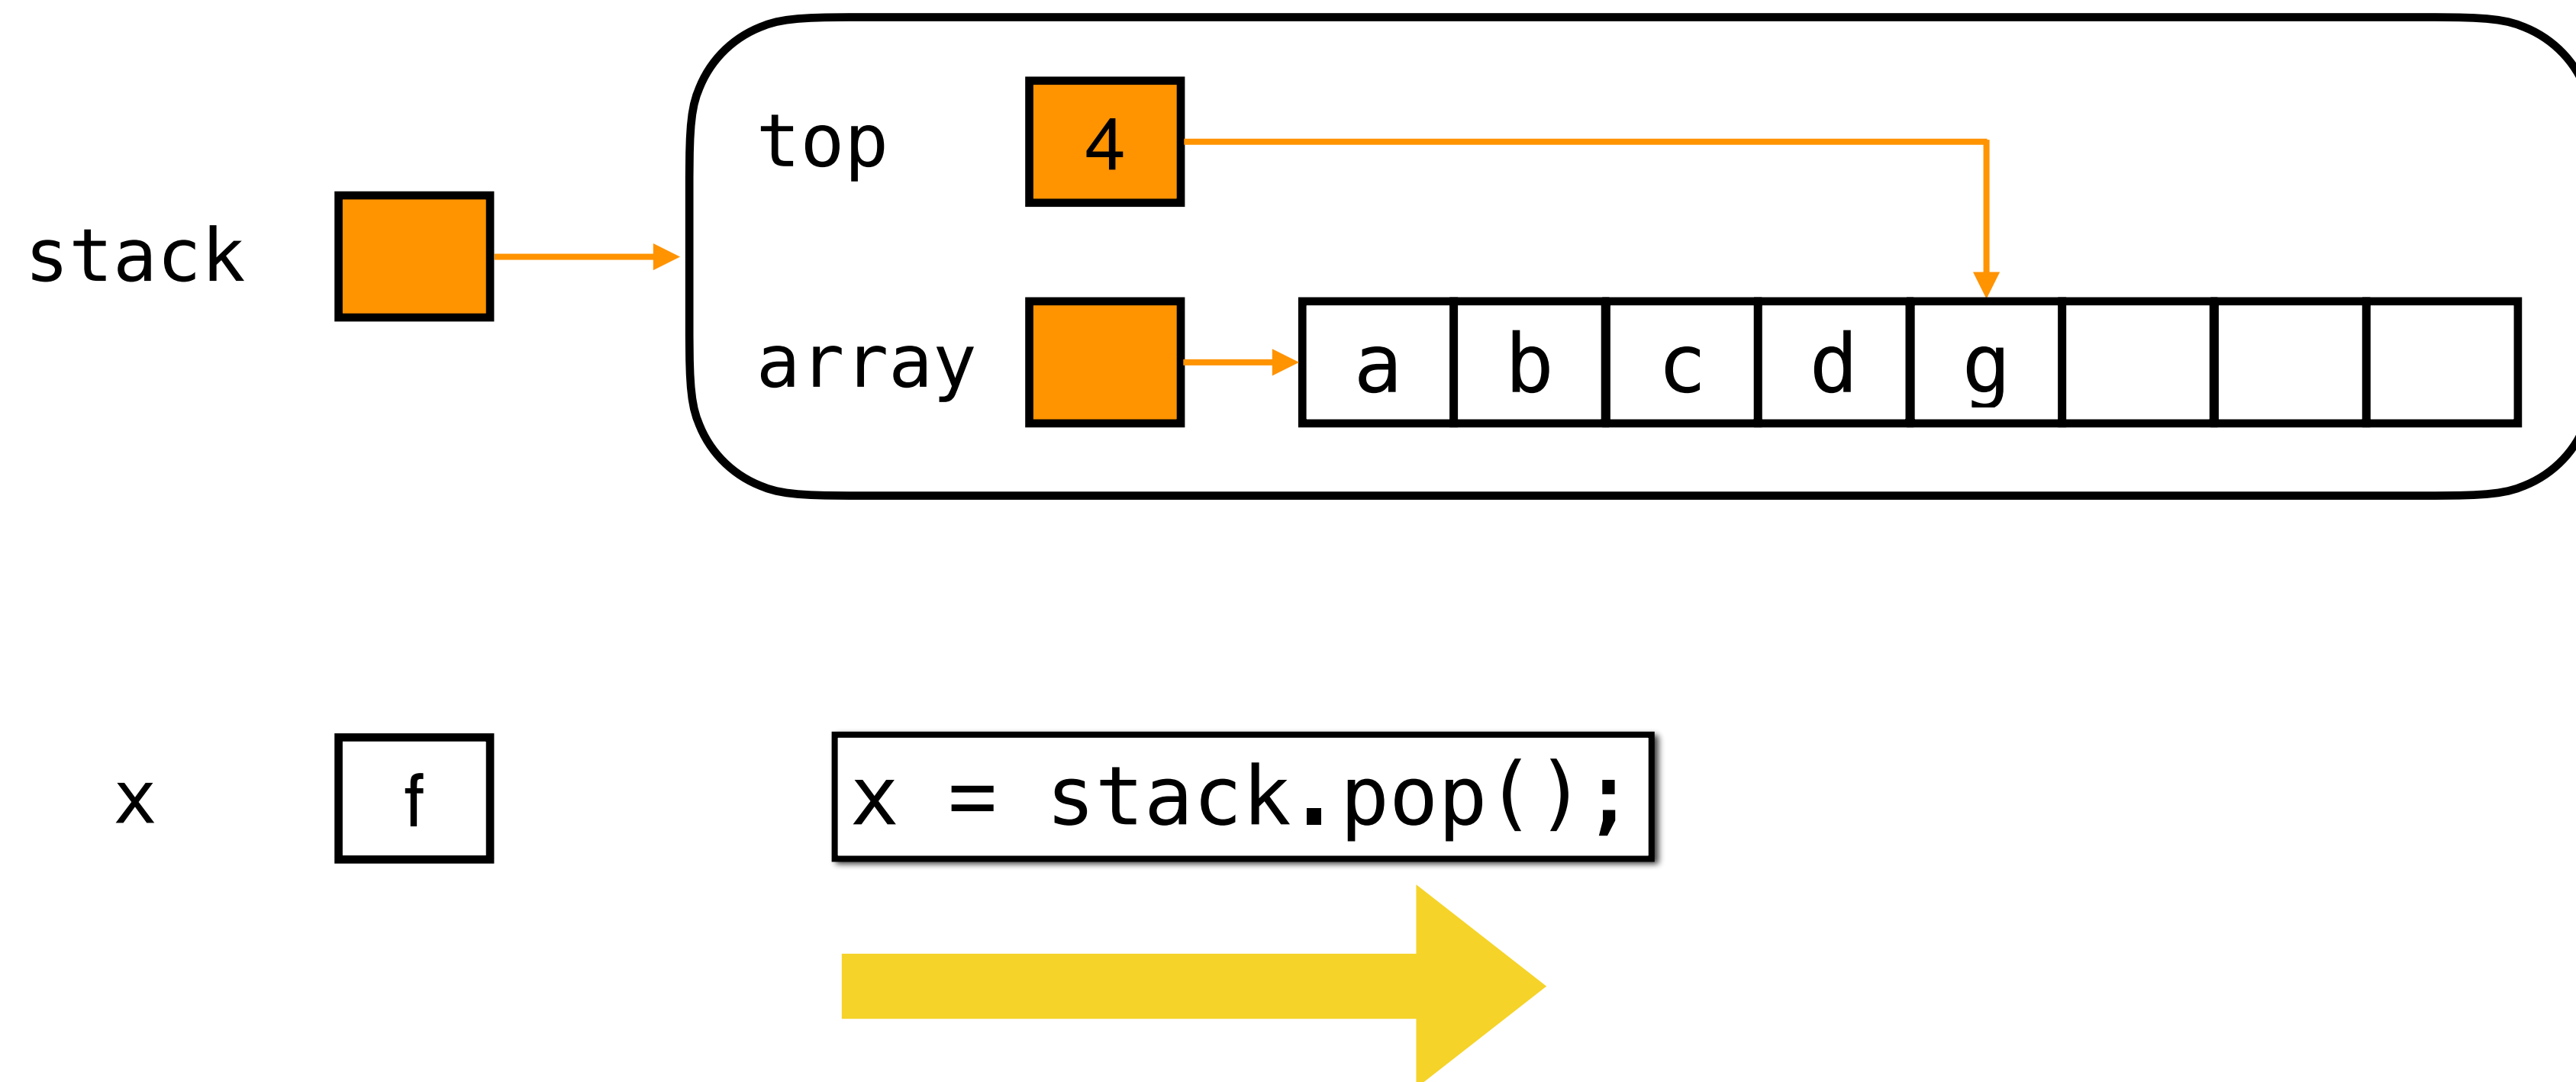 top 4
stack
array a b c d g
x f x = stack.pop();